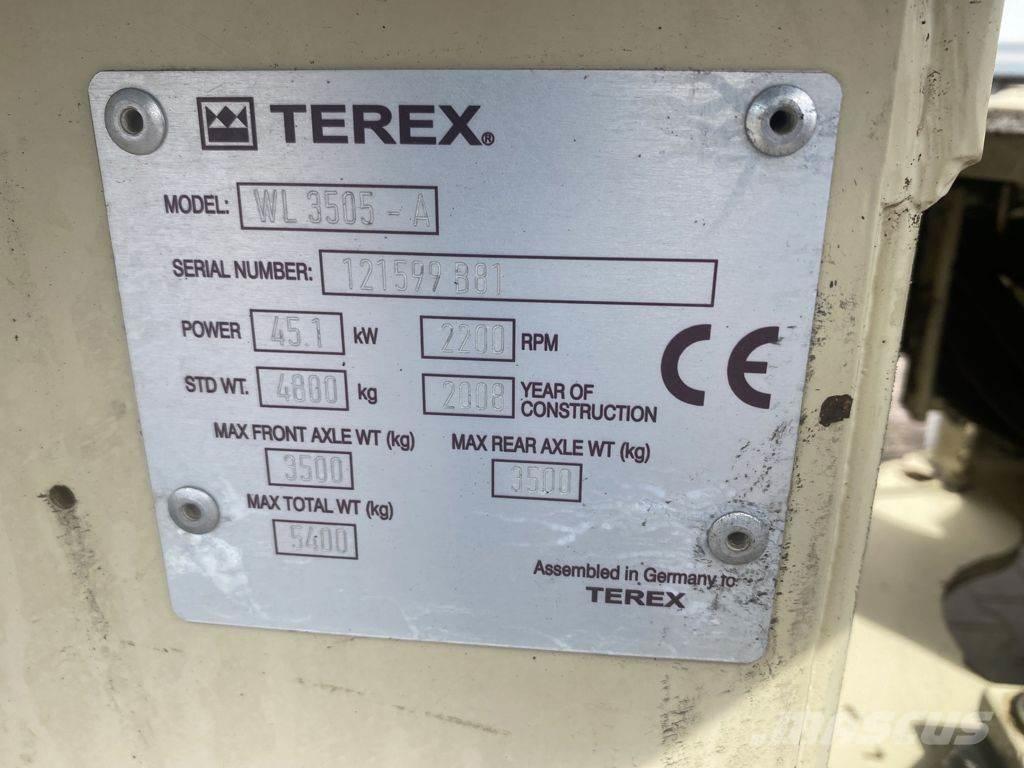 TEREX®
MODEL: WL 3505 - A
SERIAL NUMBER: 121599 B81
POWER 45.1 kW 2200 RPM
STD WT. 4800 kg 2008 YEAR OF
CONSTRUCTION
CE
MAX FRONT AXLE WT (kg) MAX REAR AXLE WT (kg)
3500 3500
MAX TOTAL WT (kg)
5400
Assembled in Germany to
TEREX
mascus